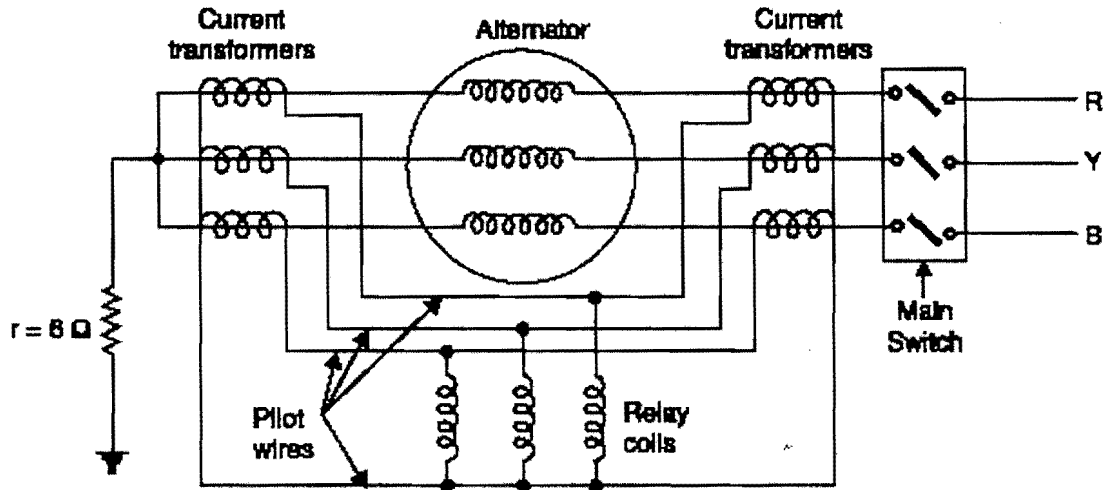 Current
transformers
Alternator
Current
transformers
R
Y
B
Main
Switch
r = 6 Ω
Pilot
wires
Relay
coils